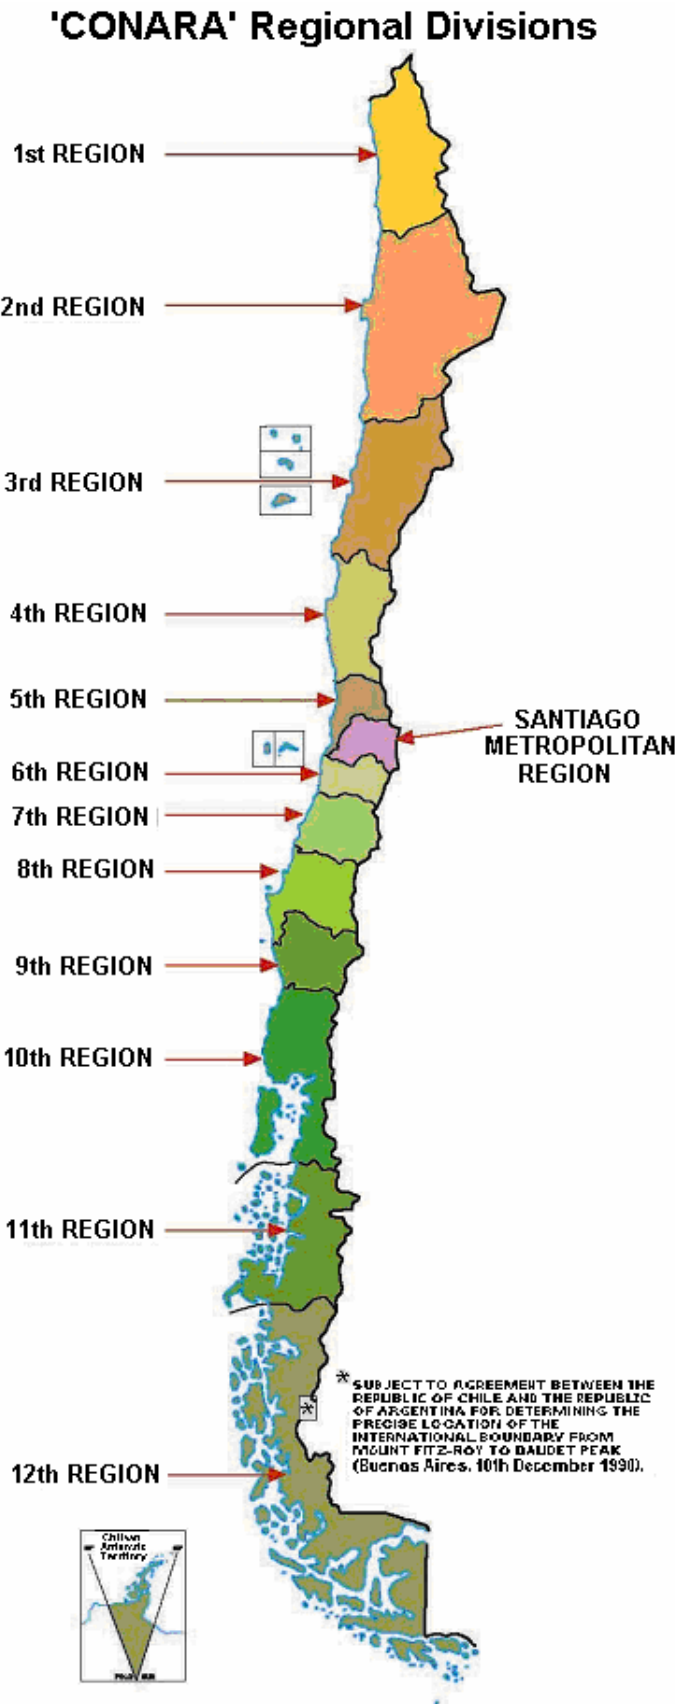 'CONARA' Regional Divisions
1st REGION
2nd REGION
3rd REGION
4th REGION
5th REGION
SANTIAGO
METROPOLITAN
REGION
6th REGION
7th REGION
8th REGION
9th REGION
10th REGION
11th REGION
* SUBJECT TO AGREEMENT BETWEEN THE
REPUBLIC OF CHILE AND THE REPUBLIC
OF ARGENTINA FOR DETERMINING THE
PRECISE LOCATION OF THE
INTERNATIONAL BOUNDARY FROM
MOUNT FITZ-ROY TO DAUDET PEAK
(Buenos Aires, 10th December 1990).
*
12th REGION
Chilean
Antarctic
Territory